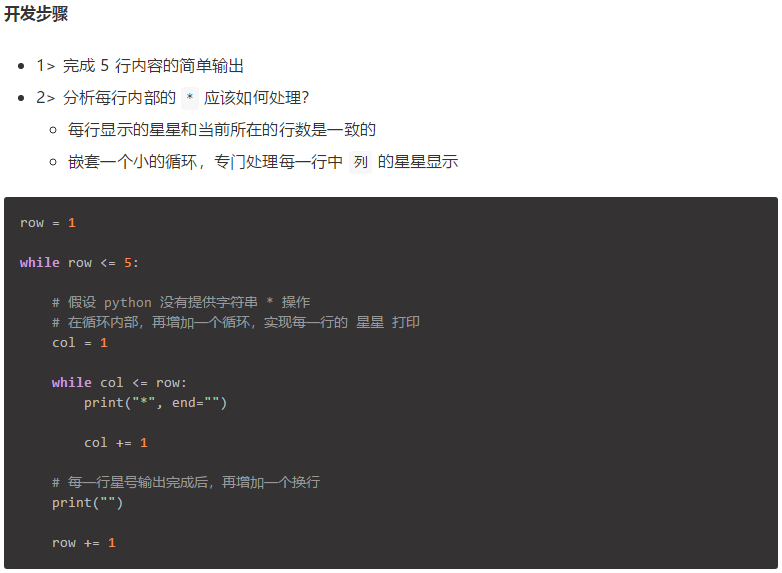 开发步骤
1> 完成 5 行内容的简单输出
2> 分析每行内部的 * 应该如何处理？
每行显示的星星和当前所在的行数是一致的
嵌套一个小的循环，专门处理每一行中 列 的星星显示
row = 1
while row <= 5:
# 假设 python 没有提供字符串 * 操作
# 在循环内部，再增加一个循环，实现每一行的 星星 打印
col = 1
while col <= row:
print("*", end="")
col += 1
# 每一行星号输出完成后，再增加一个换行
print("")
row += 1